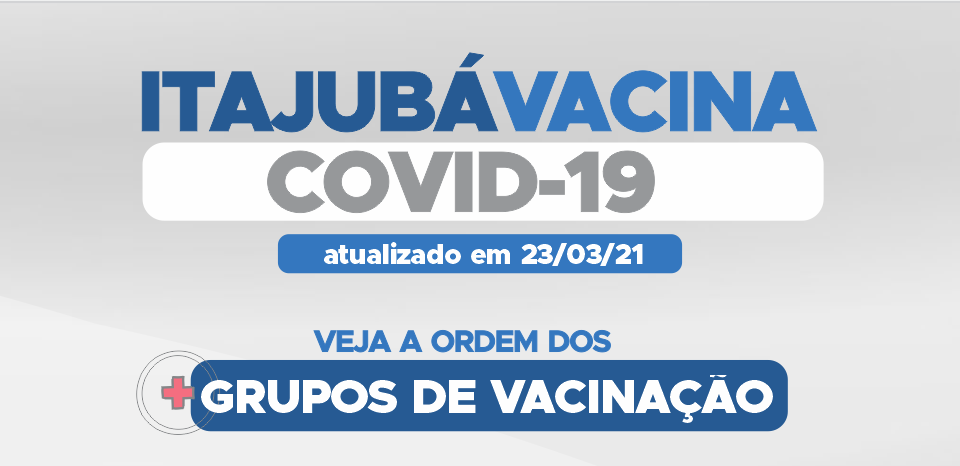 ITAJUBÁVACINA
COVID-19
atualizado em 23/03/21
VEJA A ORDEM DOS
GRUPOS DE VACINAÇÃO